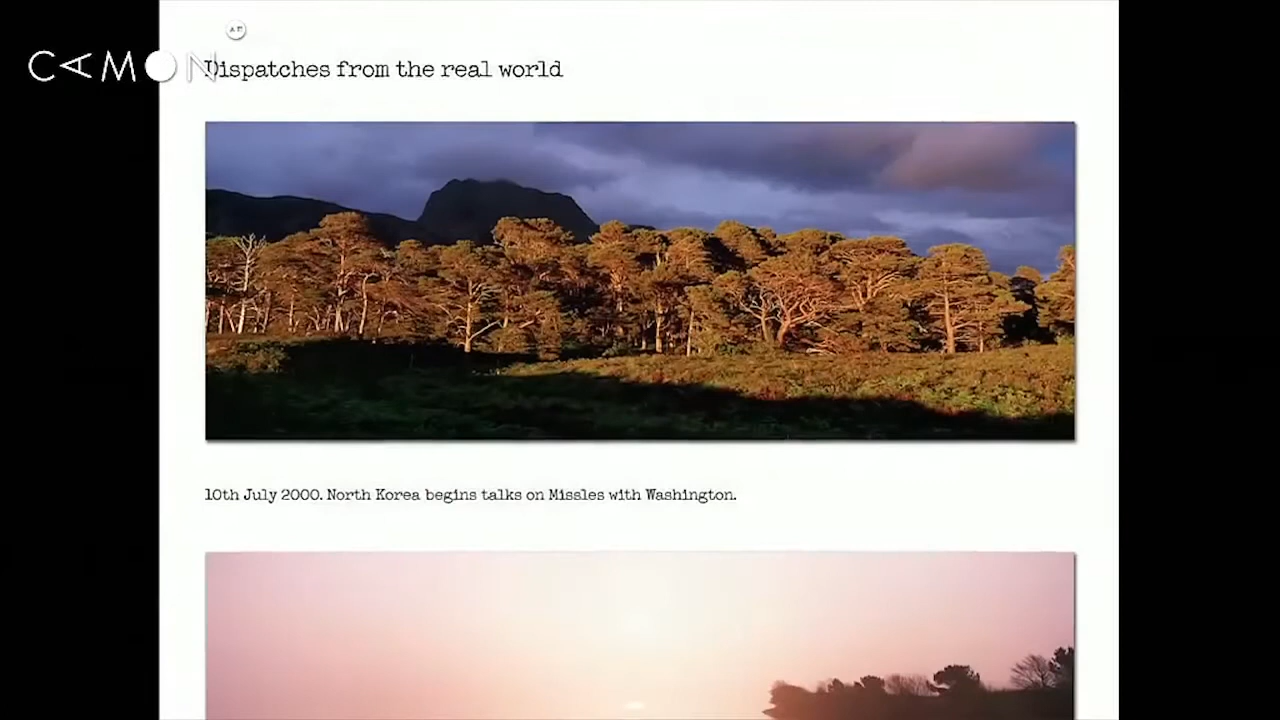 CAMON
Dispatches from the real world
10th July 2000. North Korea begins talks on Missles with Washington.